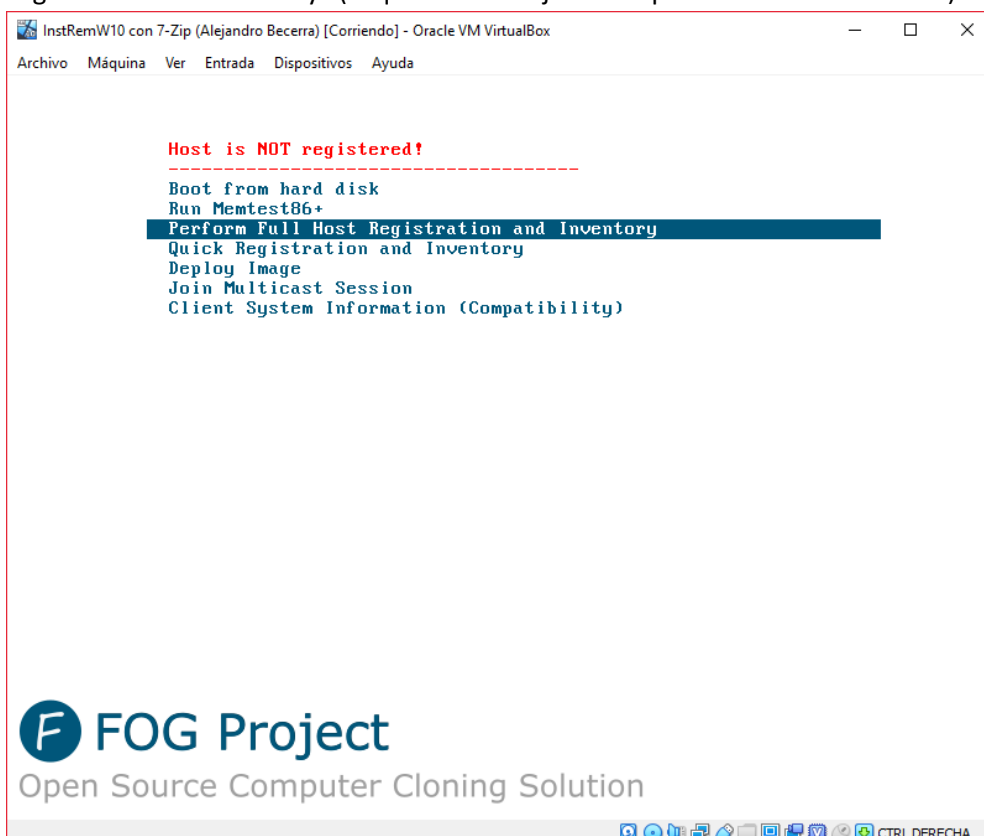 InstRemW10 con 7-Zip (Alejandro Becerra) [Corriendo] - Oracle VM VirtualBox
Archivo Máquina Ver Entrada Dispositivos Ayuda
Host is NOT registered!
-------------------------------------
Boot from hard disk
Run Memtest86+
Perform Full Host Registration and Inventory
Quick Registration and Inventory
Deploy Image
Join Multicast Session
Client System Information (Compatibility)
F FOG Project
Open Source Computer Cloning Solution
CTRL DERECHA